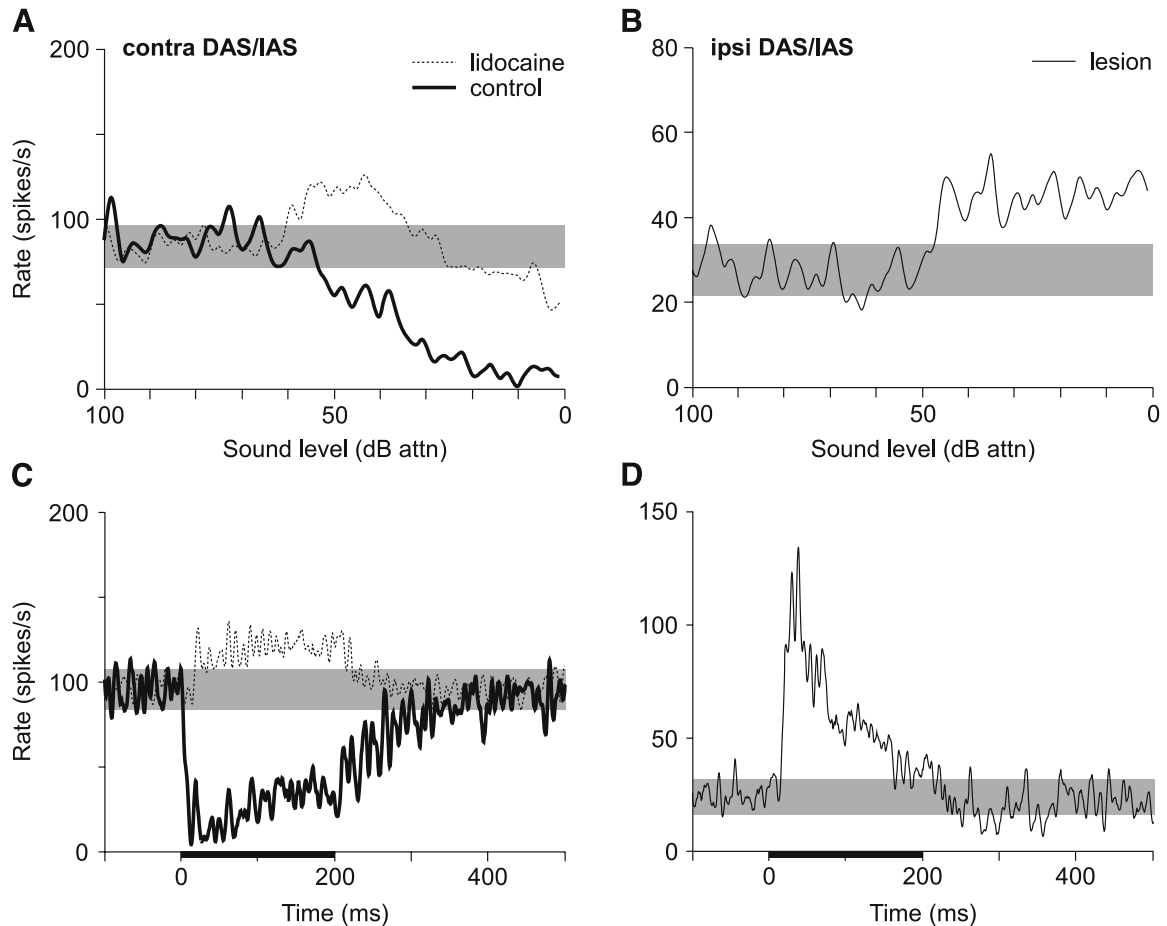 A
contra DAS/IAS
lidocaine
control
200
100
0
Rate (spikes/s)
100
50
0
Sound level (dB attn)
B
ipsi DAS/IAS
lesion
80
60
40
20
0
100
50
0
Sound level (dB attn)
C
200
100
0
Rate (spikes/s)
0
200
400
Time (ms)
D
150
100
50
0
0
200
400
Time (ms)